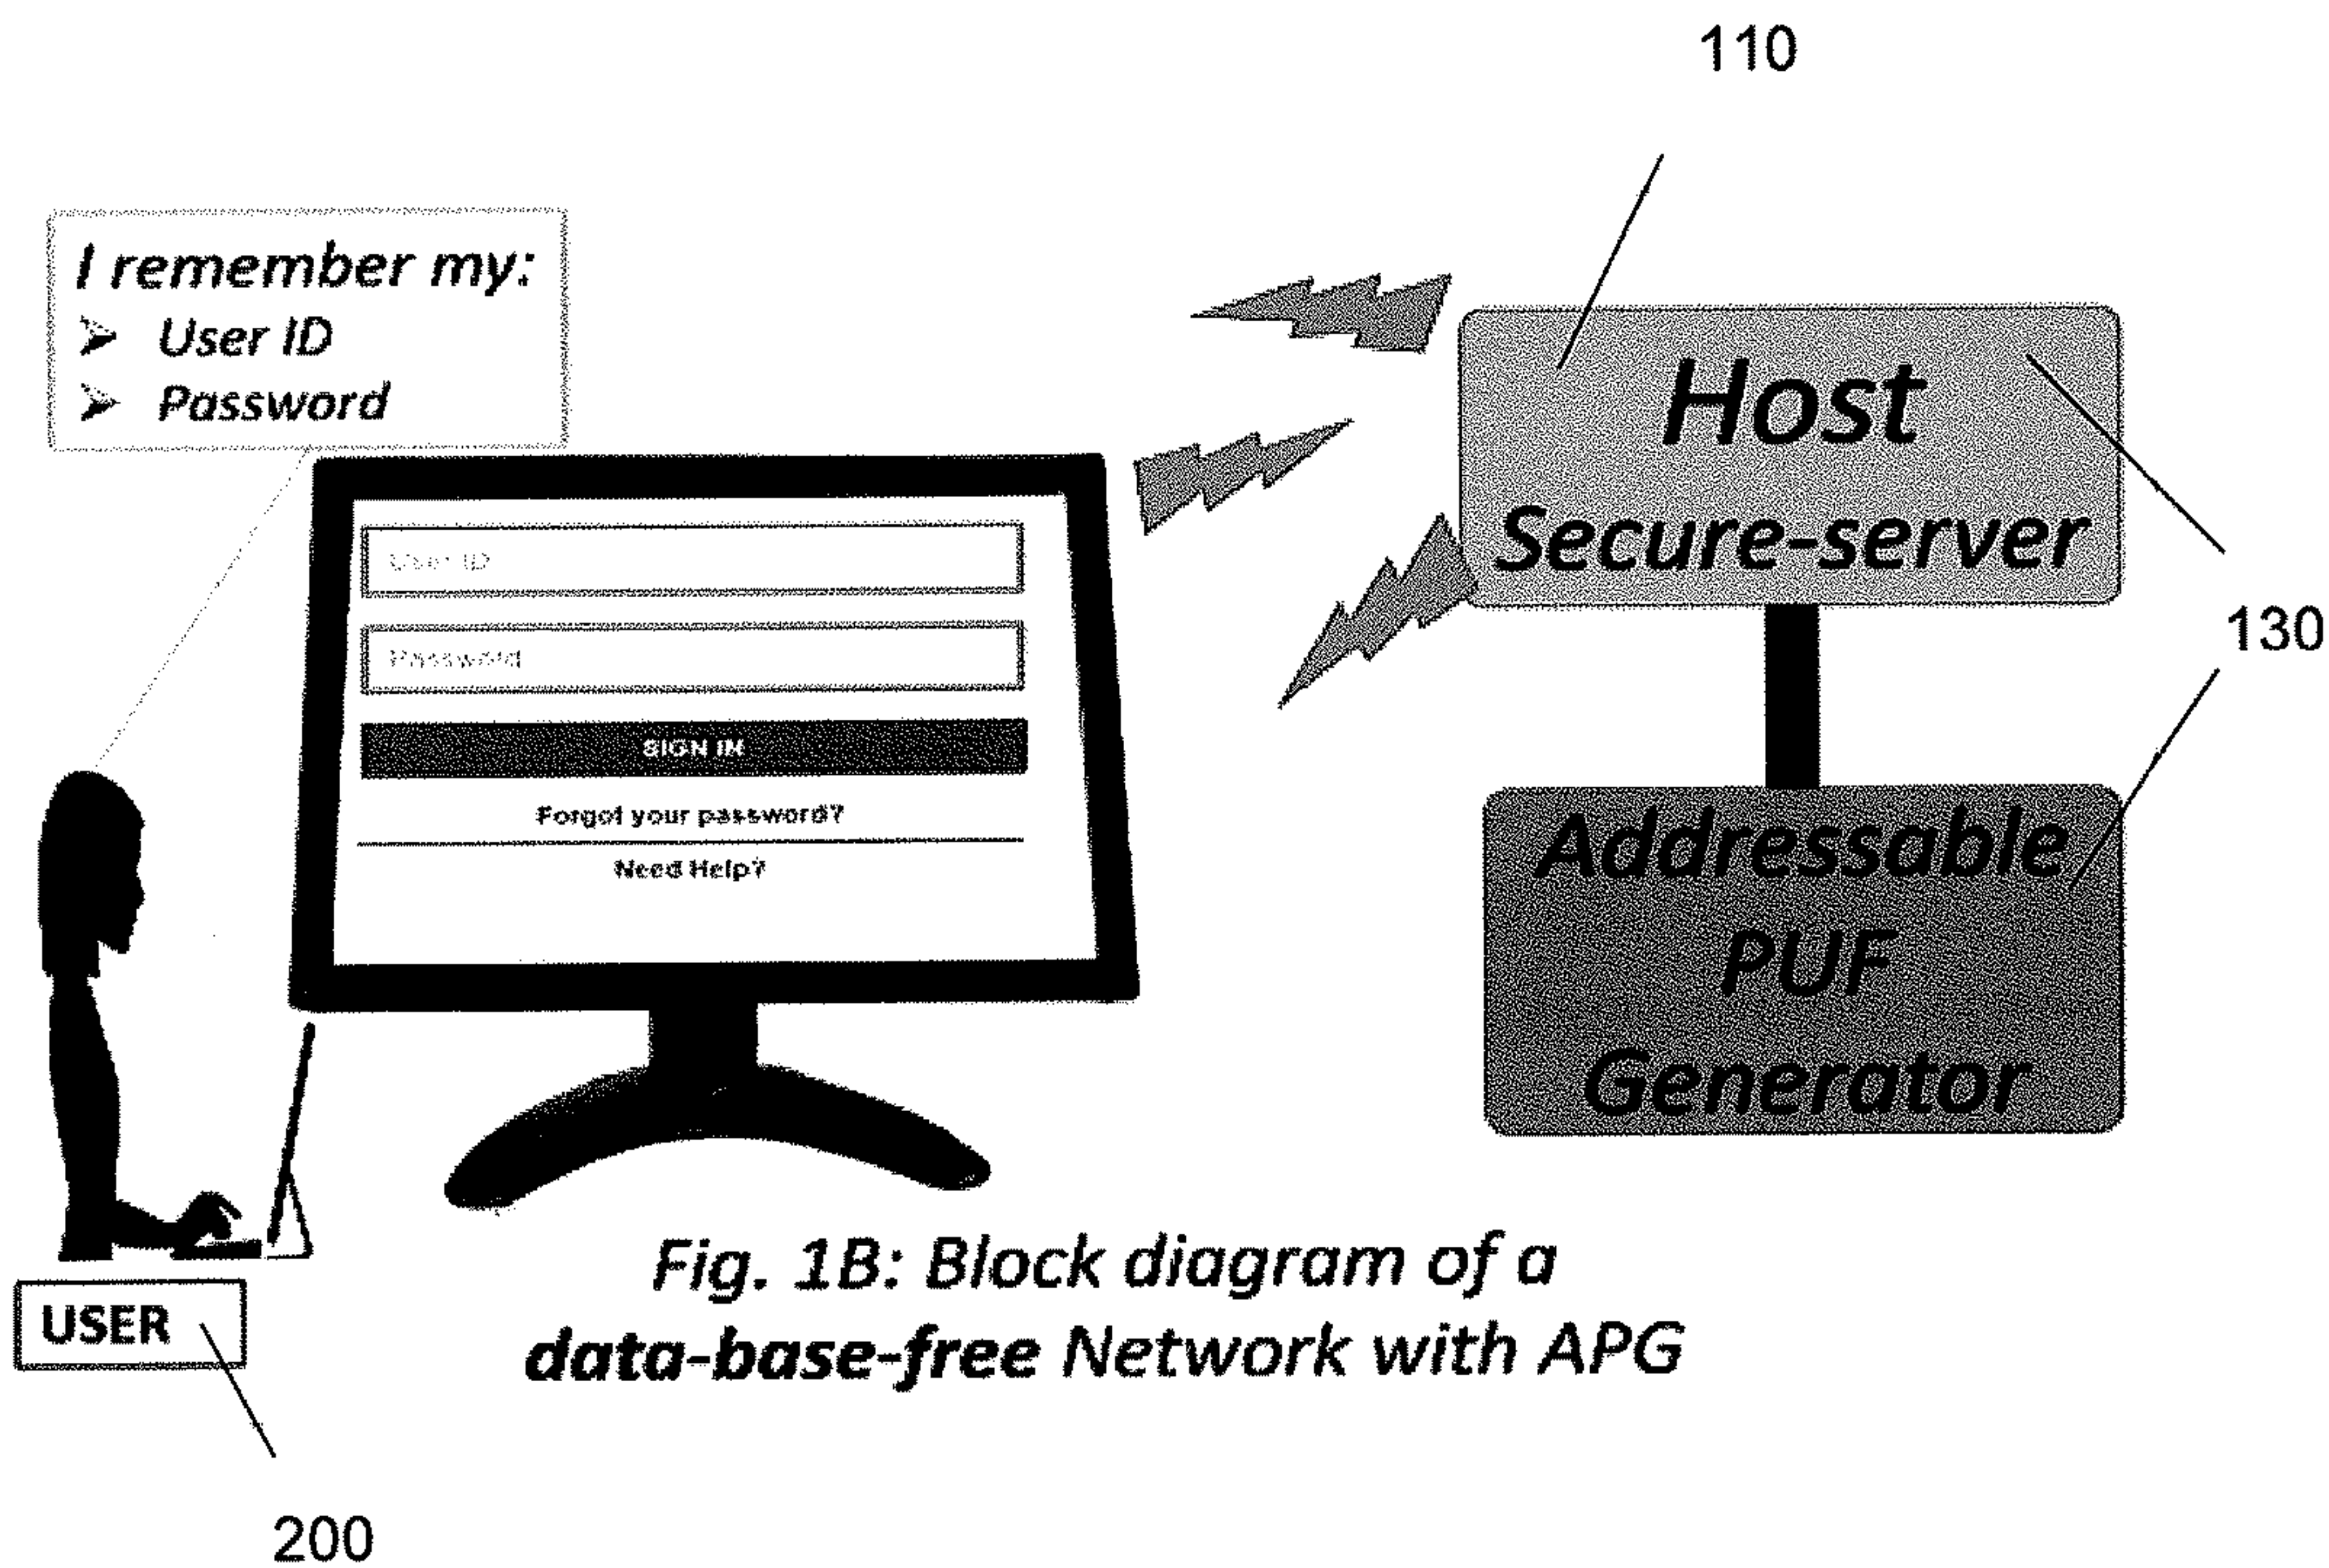 110
I remember my:
➢ User ID
➢ Password
Host
Secure-server
User ID
Password
SIGN IN
Forgot your password?
Need Help?
130
Addressable
PUF
Generator
USER
Fig. 1B: Block diagram of a
data-base-free Network with APG
200